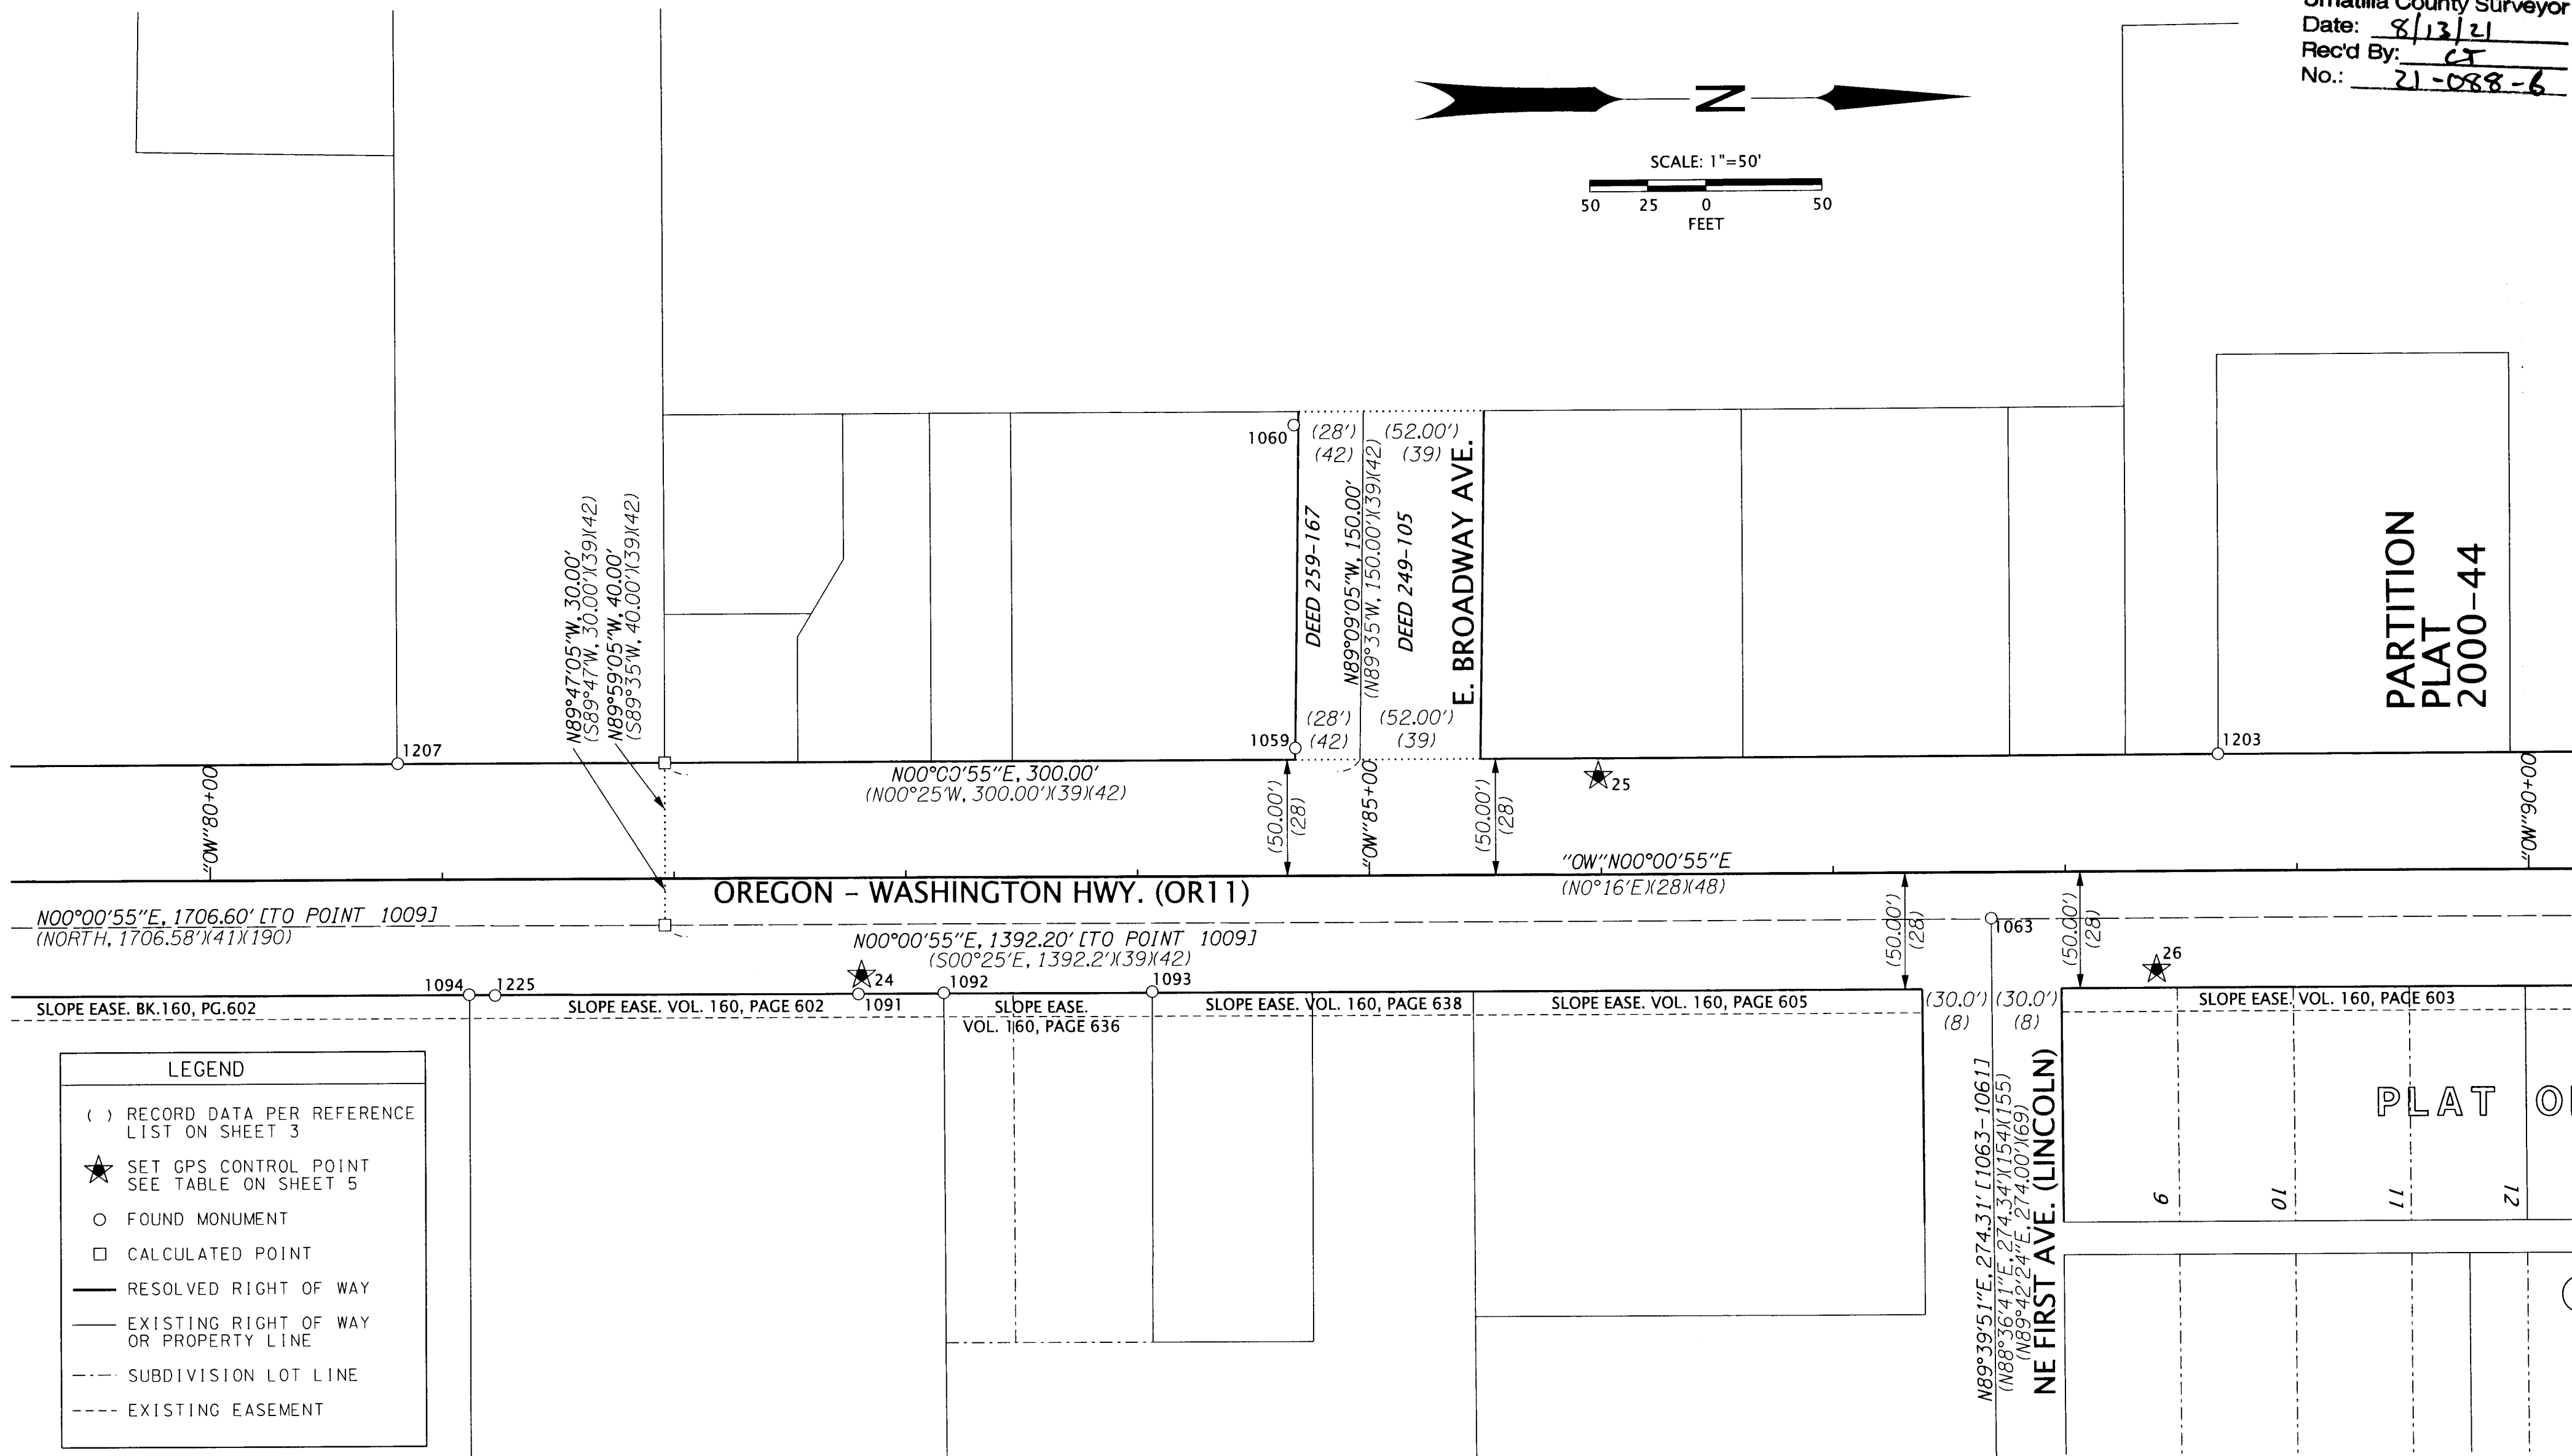 Umatilla County Surveyor
Date: 8/13/21
Rec'd By: CT
No.: 21-088-B
N
SCALE: 1"=50'
50 25 0 50
FEET
1060
(28') (52.00')
(42) (39)
DEED 259-167
N89°09'05"W, 150.00'
(N89°35'W, 150.00')(39)(42)
DEED 249-105
E. BROADWAY AVE.
(28') (52.00')
1059 (42) (39)
N89°47'05"W, 30.00'
(S89°47'W, 30.00')(39)(42)
N89°59'05"W, 40.00'
(S89°35'W, 40.00')(39)(42)
PARTITION
PLAT
2000-44
1207
1203
N00°00'55"E, 300.00'
(N00°25'W, 300.00')(39)(42)
25
"OW"80+00
(50.00')
(28)
"OW"85+00
(50.00')
(28)
"OW"90+00
"OW"N00°00'55"E
(N0°16'E)(28)(48)
OREGON - WASHINGTON HWY. (OR11)
N00°00'55"E, 1706.60' [TO POINT 1009]
(NORTH, 1706.58')(41)(190)
N00°00'55"E, 1392.20' [TO POINT 1009]
(S00°25'E, 1392.2')(39)(42)
(50.00')
(28)
1063
(50.00')
(28)
26
24
1094 1225 1091 1092 1093
SLOPE EASE. BK.160, PG.602
SLOPE EASE. VOL. 160, PAGE 602
SLOPE EASE.
VOL. 160, PAGE 636
SLOPE EASE. VOL. 160, PAGE 638
SLOPE EASE. VOL. 160, PAGE 605
(30.0') (30.0')
(8) (8)
SLOPE EASE. VOL. 160, PAGE 603
N89°39'51"E, 274.31' [1063-1061]
(N88°36'41"E, 274.34')(154)(155)
(N89°42'24"E, 274.00')(69)
NE FIRST AVE. (LINCOLN)
PLAT O
9 10 11 12
LEGEND
( ) RECORD DATA PER REFERENCE
LIST ON SHEET 3
SET GPS CONTROL POINT
SEE TABLE ON SHEET 5
FOUND MONUMENT
CALCULATED POINT
RESOLVED RIGHT OF WAY
EXISTING RIGHT OF WAY
OR PROPERTY LINE
SUBDIVISION LOT LINE
EXISTING EASEMENT